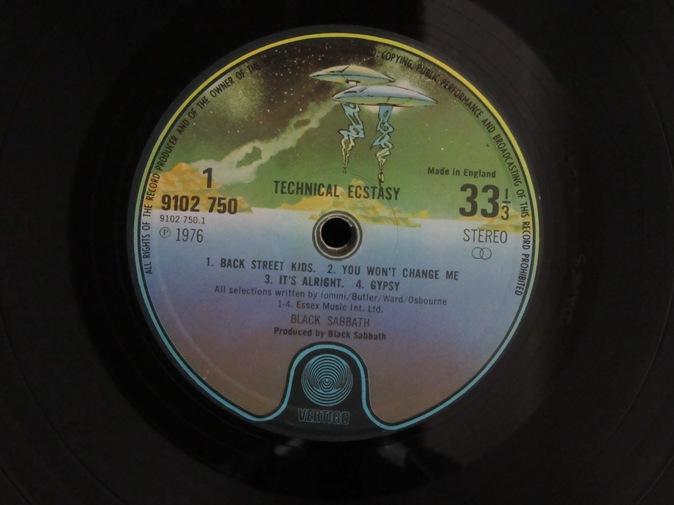 ALL RIGHTS OF THE RECORD PRODUCER AND OF THE OWNER OF THE
COPYING, PUBLIC PERFORMANCE AND BROADCASTING OF THIS RECORD PROHIBITED
1
9102 750
9102 750.1
Ⓟ 1976
TECHNICAL ECSTASY
Made in England
33 1/3
STEREO
1. BACK STREET KIDS. 2. YOU WON'T CHANGE ME
3. IT'S ALRIGHT. 4. GYPSY
All selections written by Iomini/Butler/Ward/Osbourne
1-4. Essex Music Int. Ltd.
BLACK SABBATH
Produced by Black Sabbath
VERTIGO